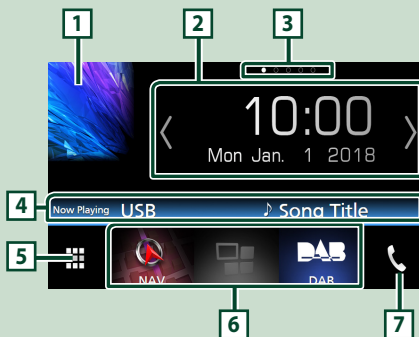 1
2
3
10:00
Mon Jan. 1 2018
4
Now Playing USB ♪ Song Title
5
NAV
DAB
DAB
6
7